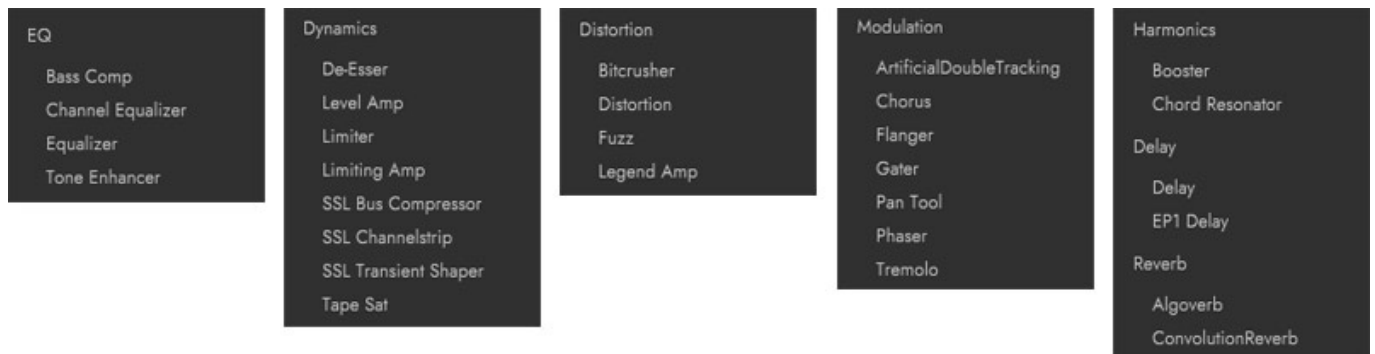 EQ
Bass Comp
Channel Equalizer
Equalizer
Tone Enhancer
Dynamics
De-Esser
Level Amp
Limiter
Limiting Amp
SSL Bus Compressor
SSL Channelstrip
SSL Transient Shaper
Tape Sat
Distortion
Bitcrusher
Distortion
Fuzz
Legend Amp
Modulation
ArtificialDoubleTracking
Chorus
Flanger
Gater
Pan Tool
Phaser
Tremolo
Harmonics
Booster
Chord Resonator
Delay
Delay
EP1 Delay
Reverb
Algoverb
ConvolutionReverb